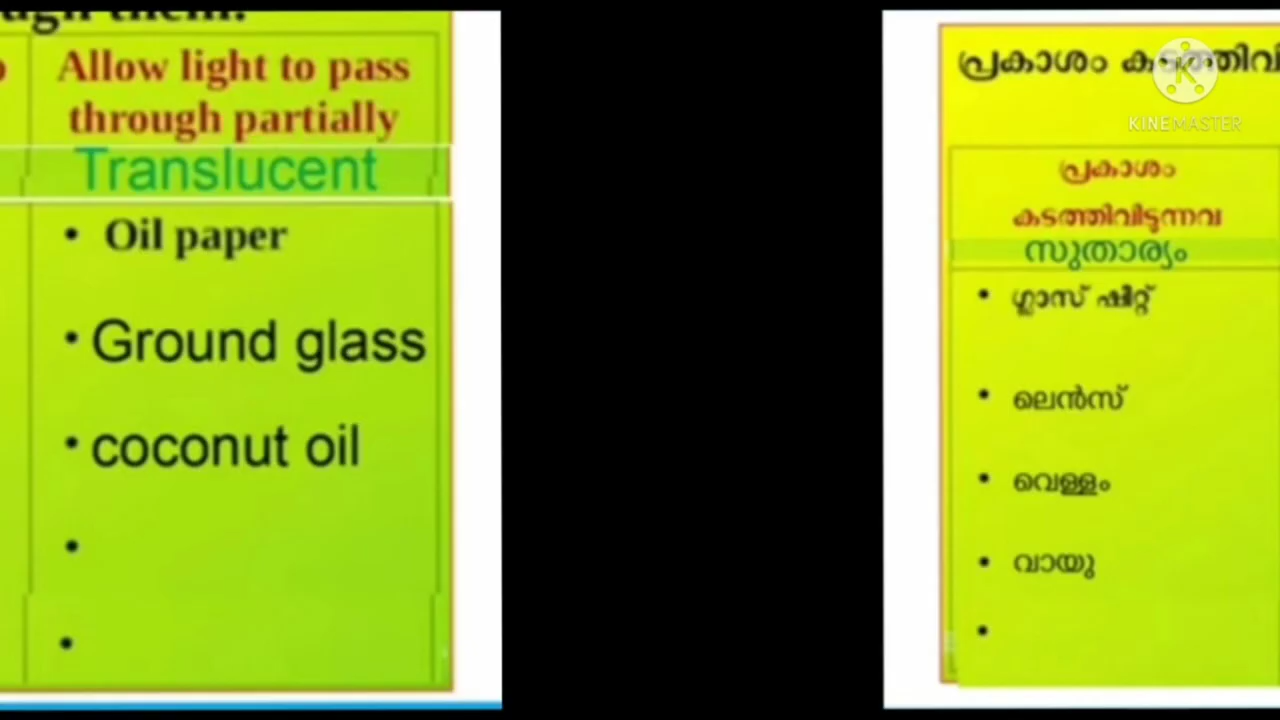 Allow light to pass
through partially
Translucent
• Oil paper
• Ground glass
• coconut oil
•
•
പ്രകാശം
പ്രകാശം
കടത്തിവിടുന്നവ
സുതാര്യം
• ഗ്ലാസ് ഷീറ്റ്
• ലെൻസ്
• വെള്ളം
• വായു
•
KINEMASTER